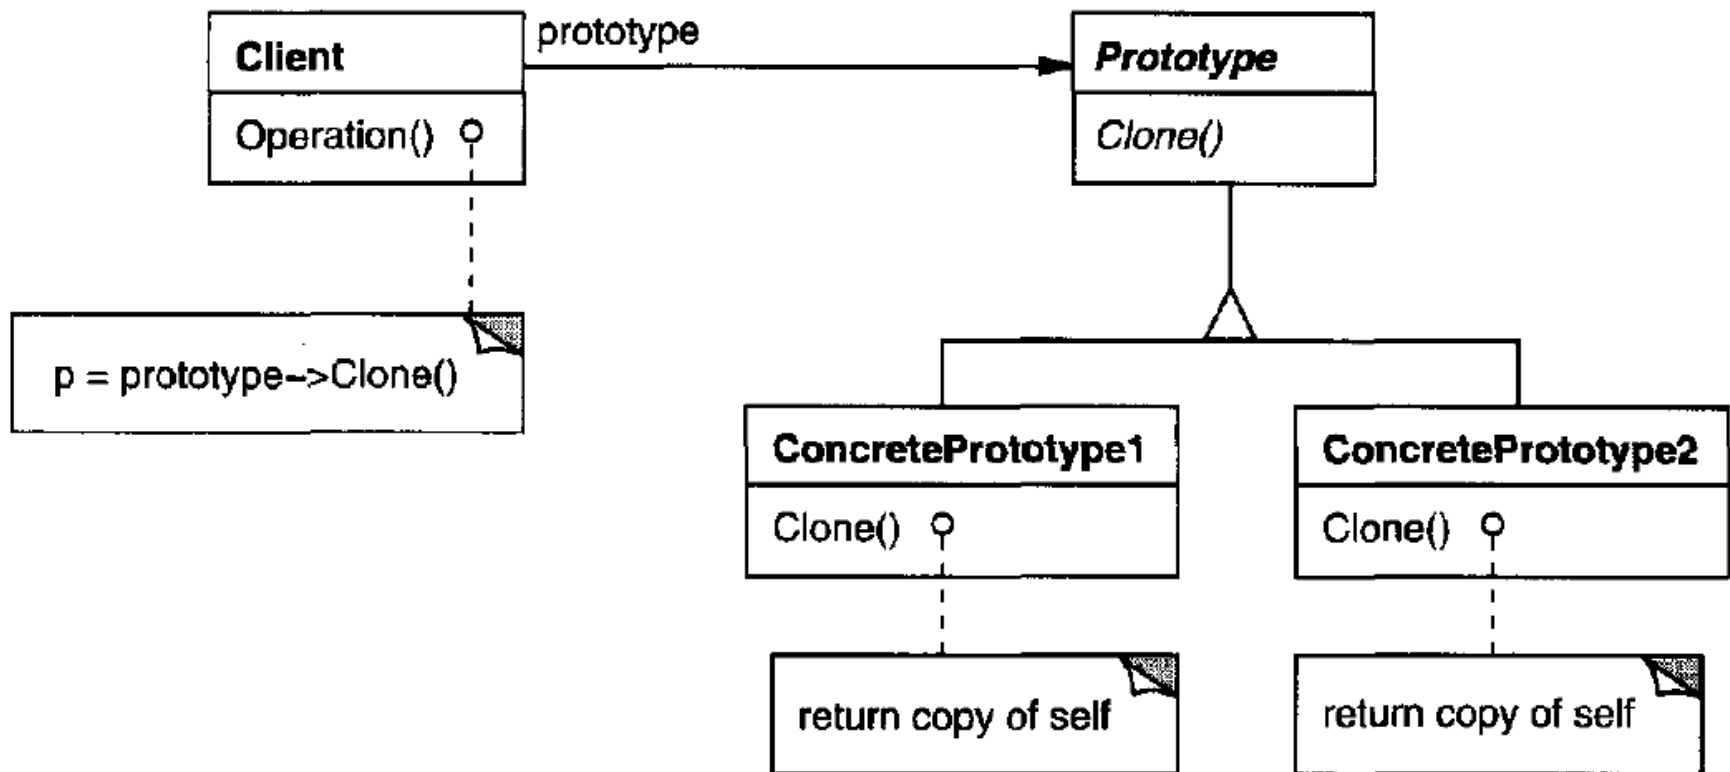 Client
prototype
Prototype
Operation()
Clone()
p = prototype->Clone()
ConcretePrototype1
ConcretePrototype2
Clone()
Clone()
return copy of self
return copy of self